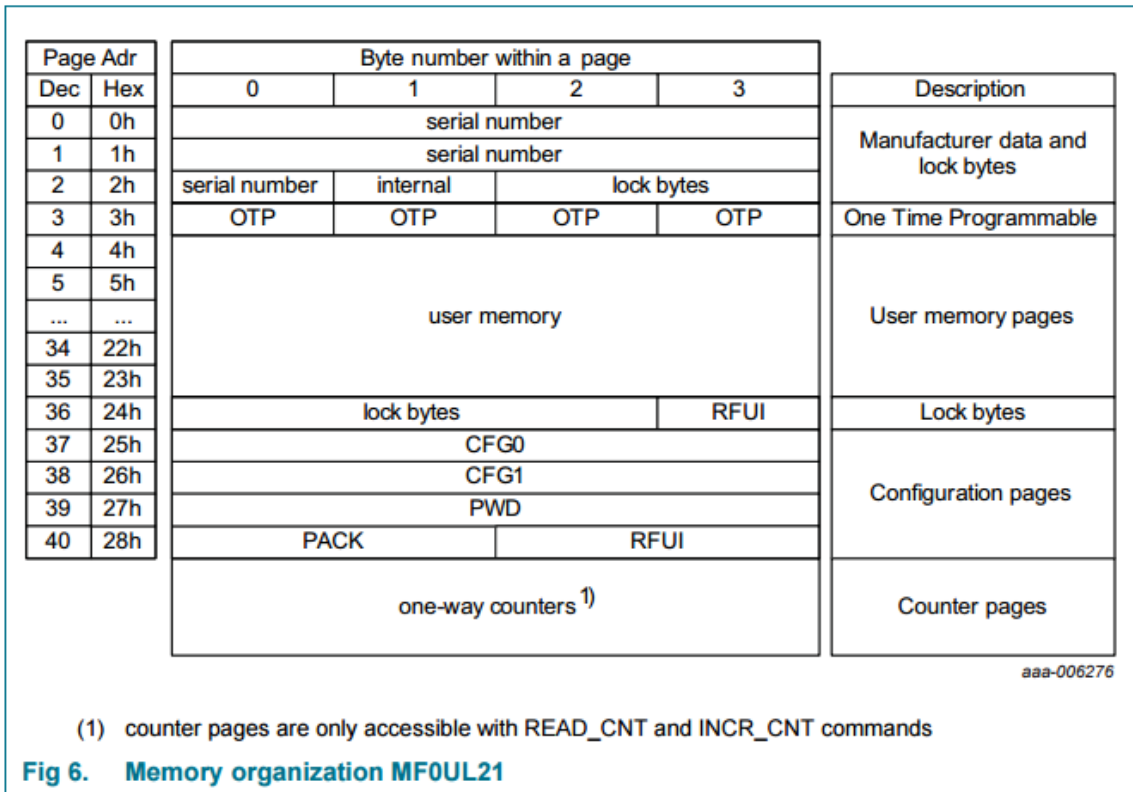 Page Adr Byte number within a page
Dec Hex 0 1 2 3 Description
0 0h serial number
1 1h serial number
Manufacturer data and
lock bytes
2 2h serial number internal lock bytes
3 3h OTP OTP OTP OTP One Time Programmable
4 4h
5 5h
... ... user memory User memory pages
34 22h
35 23h
36 24h lock bytes RFUI Lock bytes
37 25h CFG0
38 26h CFG1
Configuration pages
39 27h PWD
40 28h PACK RFUI
one-way counters 1) Counter pages
aaa-006276
(1) counter pages are only accessible with READ_CNT and INCR_CNT commands
Fig 6. Memory organization MF0UL21